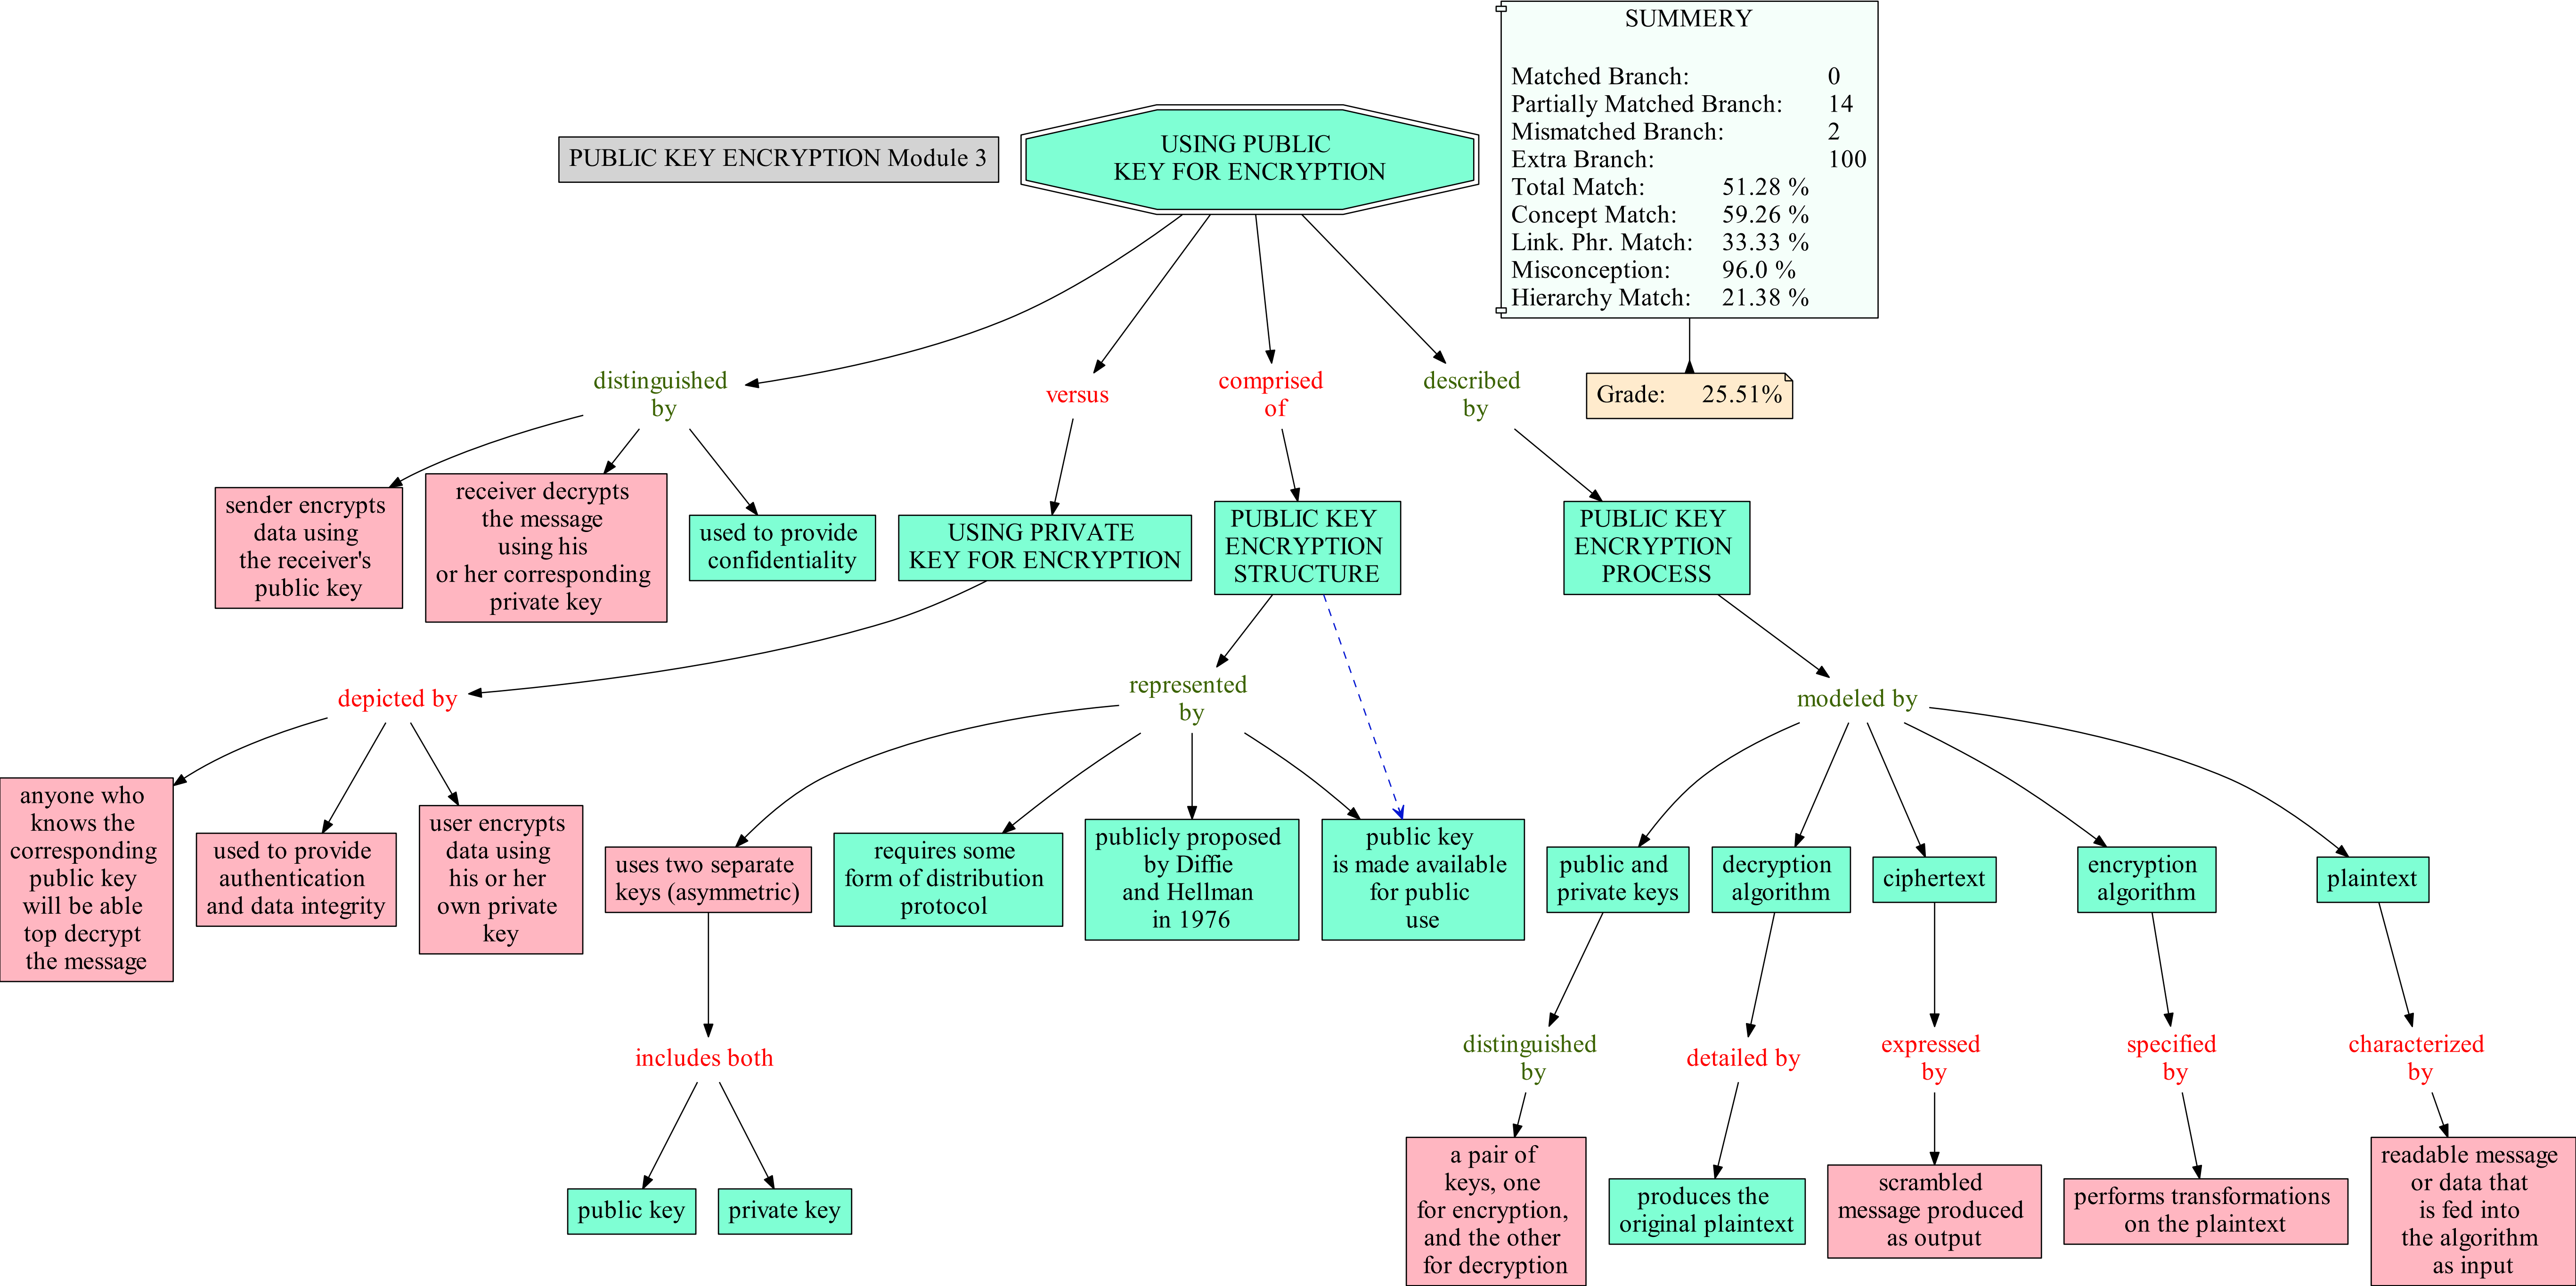 SUMMERY
Matched Branch: 0
Partially Matched Branch: 14
Mismatched Branch: 2
Extra Branch: 100
Total Match: 51.28 %
Concept Match: 59.26 %
Link. Phr. Match: 33.33 %
Misconception: 96.0 %
Hierarchy Match: 21.38 %
PUBLIC KEY ENCRYPTION Module 3
USING PUBLIC
KEY FOR ENCRYPTION
Grade: 25.51%
distinguished
by
versus
comprised
of
described
by
sender encrypts
data using
the receiver's
public key
receiver decrypts
the message
using his
or her corresponding
private key
used to provide
confidentiality
USING PRIVATE
KEY FOR ENCRYPTION
PUBLIC KEY
ENCRYPTION
STRUCTURE
PUBLIC KEY
ENCRYPTION
PROCESS
depicted by
represented
by
modeled by
anyone who
knows the
corresponding
public key
will be able
top decrypt
the message
used to provide
authentication
and data integrity
user encrypts
data using
his or her
own private
key
uses two separate
keys (asymmetric)
requires some
form of distribution
protocol
publicly proposed
by Diffie
and Hellman
in 1976
public key
is made available
for public
use
public and
private keys
decryption
algorithm
ciphertext
encryption
algorithm
plaintext
includes both
distinguished
by
detailed by
expressed
by
specified
by
characterized
by
public key
private key
a pair of
keys, one
for encryption,
and the other
for decryption
produces the
original plaintext
scrambled
message produced
as output
performs transformations
on the plaintext
readable message
or data that
is fed into
the algorithm
as input